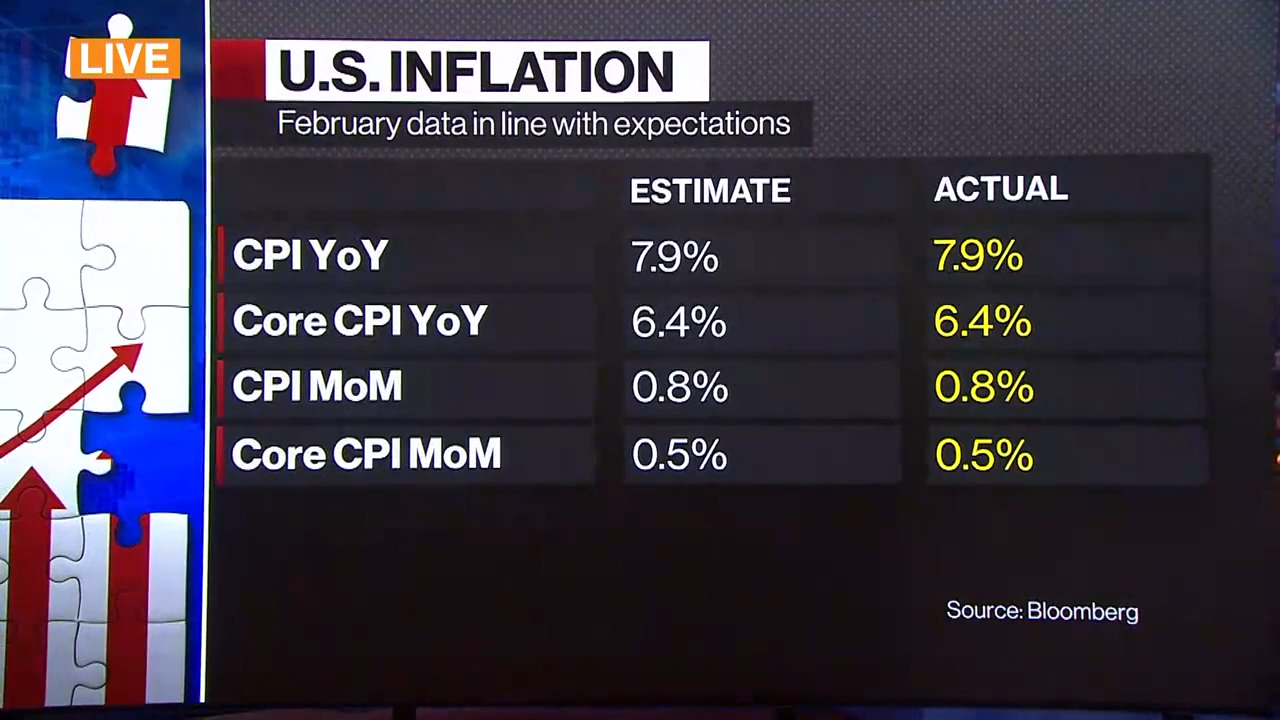 LIVE
U.S. INFLATION
February data in line with expectations
ESTIMATE ACTUAL
CPI YoY 7.9% 7.9%
Core CPI YoY 6.4% 6.4%
CPI MoM 0.8% 0.8%
Core CPI MoM 0.5% 0.5%
Source: Bloomberg